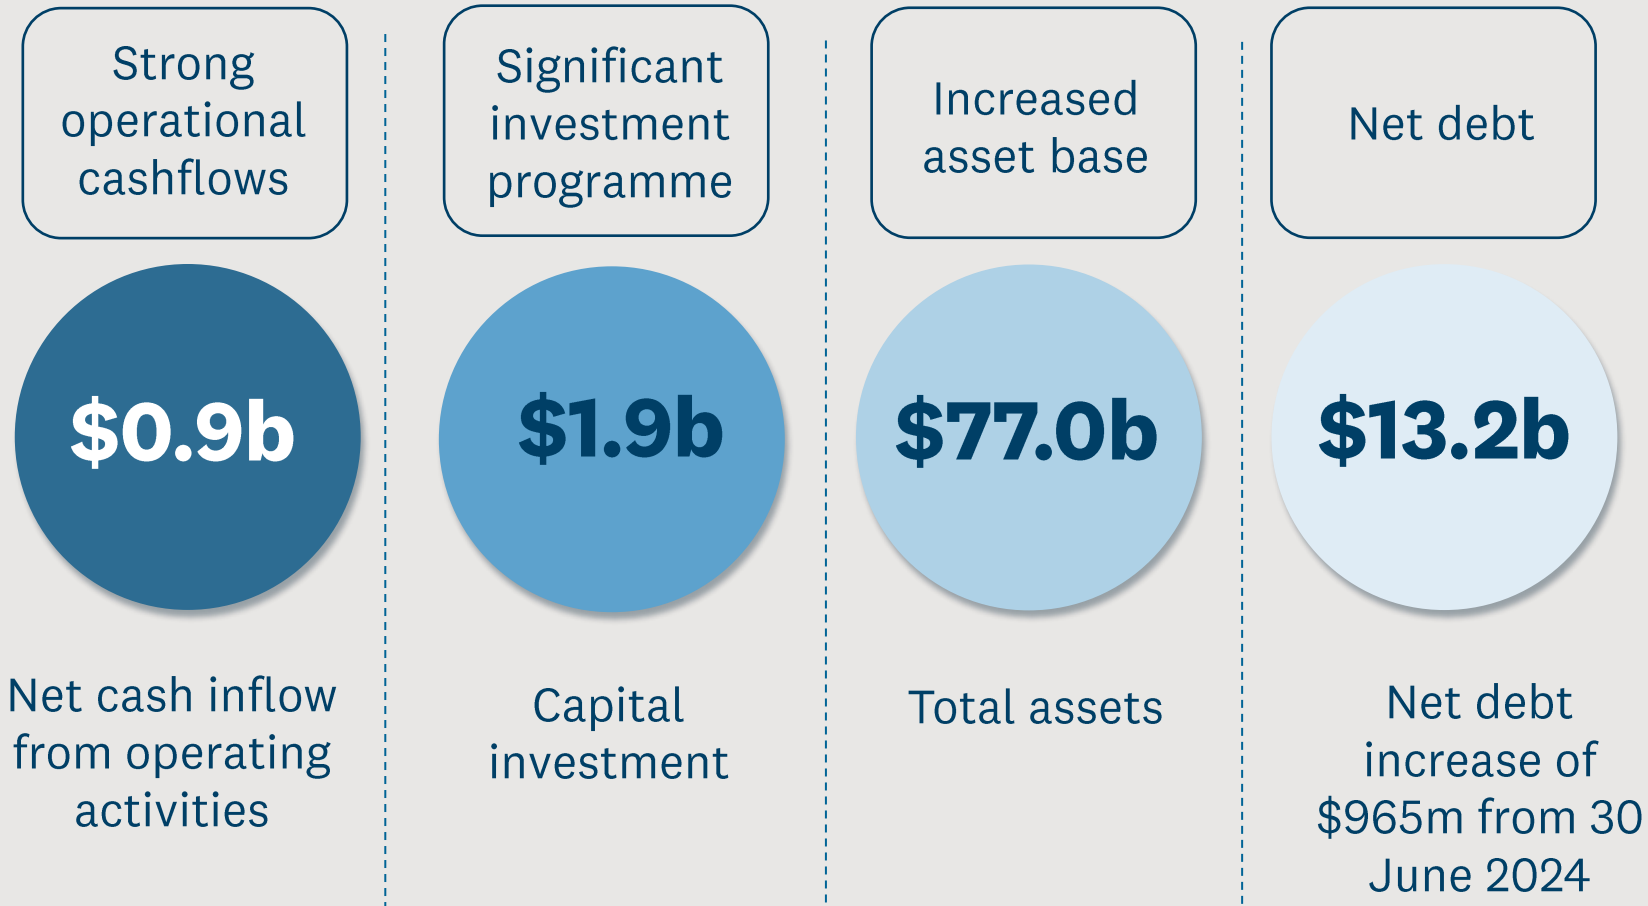 Strong
operational
cashflows
Significant
investment
programme
Increased
asset base
Net debt
$0.9b
$1.9b
$77.0b
$13.2b
Net cash inflow
from operating
activities
Capital
investment
Total assets
Net debt
increase of
$965m from 30
June 2024